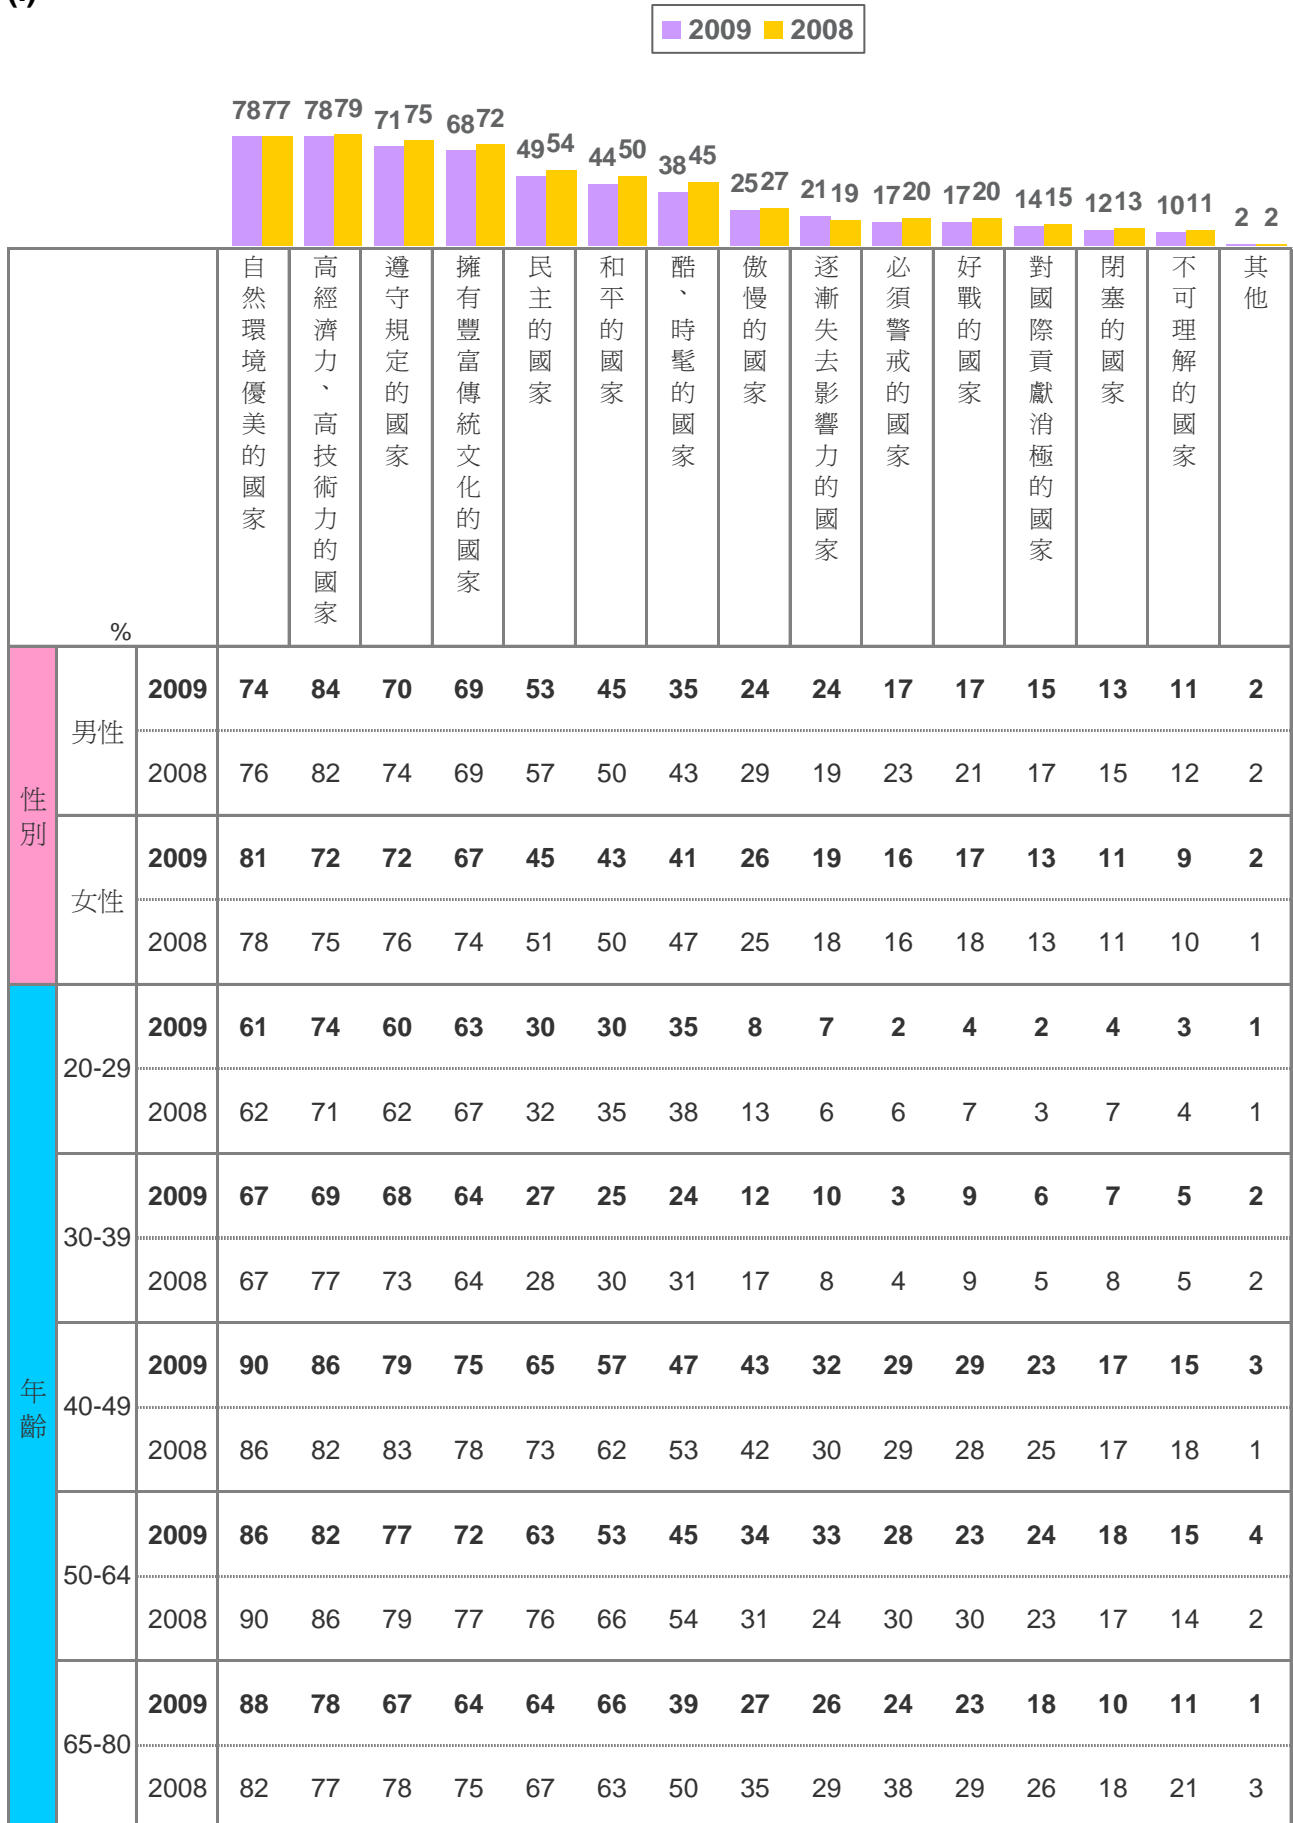 2009 2008
78 77 78 79 71 75 68 72 49 54 44 50 38 45 25 27 21 19 17 20 17 20 14 15 12 13 10 11 2 2
自然環境優美的國家
高經濟力、高技術力的國家
遵守規定的國家
擁有豐富傳統文化的國家
民主的國家
和平的國家
酷、時髦的國家
傲慢的國家
逐漸失去影響力的國家
必須警戒的國家
好戰的國家
對國際貢獻消極的國家
閉塞的國家
不可理解的國家
其他
%
性別
男性
2009 74 84 70 69 53 45 35 24 24 17 17 15 13 11 2
2008 76 82 74 69 57 50 43 29 19 23 21 17 15 12 2
女性
2009 81 72 72 67 45 43 41 26 19 16 17 13 11 9 2
2008 78 75 76 74 51 50 47 25 18 16 18 13 11 10 1
年齡
20-29
2009 61 74 60 63 30 30 35 8 7 2 4 2 4 3 1
2008 62 71 62 67 32 35 38 13 6 6 7 3 7 4 1
30-39
2009 67 69 68 64 27 25 24 12 10 3 9 6 7 5 2
2008 67 77 73 64 28 30 31 17 8 4 9 5 8 5 2
40-49
2009 90 86 79 75 65 57 47 43 32 29 29 23 17 15 3
2008 86 82 83 78 73 62 53 42 30 29 28 25 17 18 1
50-64
2009 86 82 77 72 63 53 45 34 33 28 23 24 18 15 4
2008 90 86 79 77 76 66 54 31 24 30 30 23 17 14 2
65-80
2009 88 78 67 64 64 66 39 27 26 24 23 18 10 11 1
2008 82 77 78 75 67 63 50 35 29 38 29 26 18 21 3